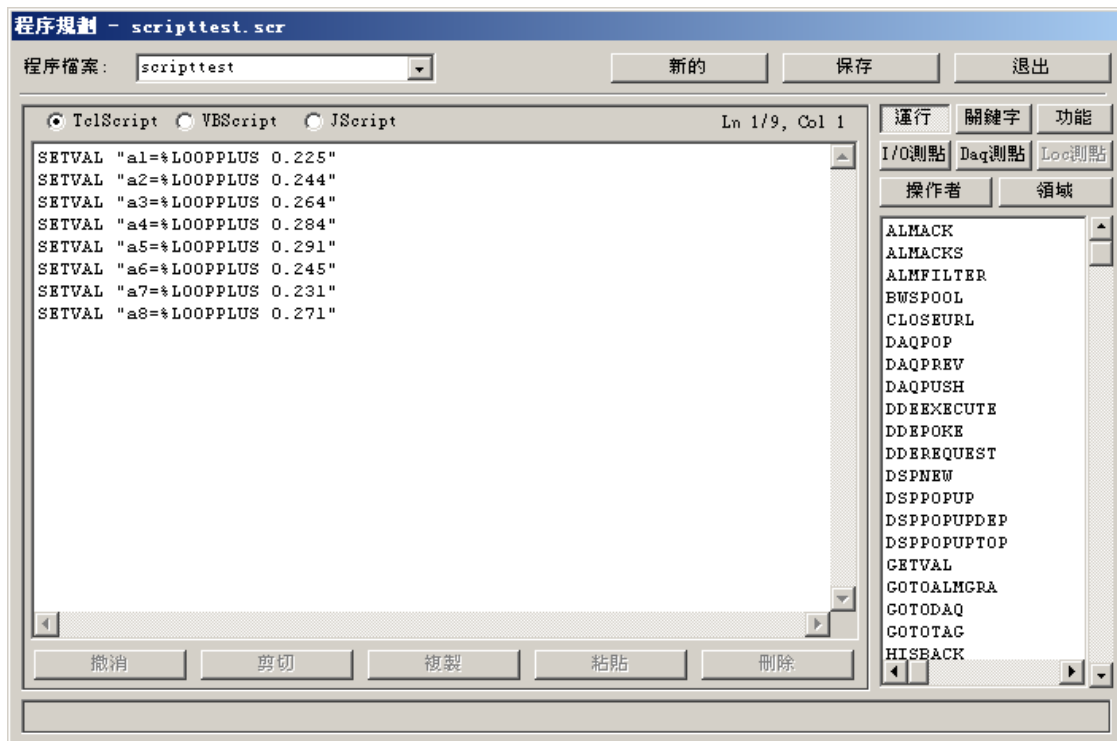 程序規劃 - scripttest.scr
程序檔案: scripttest 新的 保存 退出
TclScript VBScript JScript Ln 1/9, Col 1
SETVAL "a1=%LOOPPLUS 0.225"
SETVAL "a2=%LOOPPLUS 0.244"
SETVAL "a3=%LOOPPLUS 0.264"
SETVAL "a4=%LOOPPLUS 0.284"
SETVAL "a5=%LOOPPLUS 0.291"
SETVAL "a6=%LOOPPLUS 0.245"
SETVAL "a7=%LOOPPLUS 0.231"
SETVAL "a8=%LOOPPLUS 0.271"
撤消 剪切 複製 粘貼 刪除
運行 關鍵字 功能
I/O測點 Daq測點 Loc測點
操作者 領域
ALMACK
ALMACKS
ALMFILTER
BWSPOOL
CLOSEURL
DAQPOP
DAQPREV
DAQPUSH
DDEEXECUTE
DDEPOKE
DDEREQUEST
DSPNEW
DSPPOPUP
DSPPOPUPDEP
DSPPOPUPTOP
GETVAL
GOTOALMGRA
GOTODAQ
GOTOTAG
HISBACK